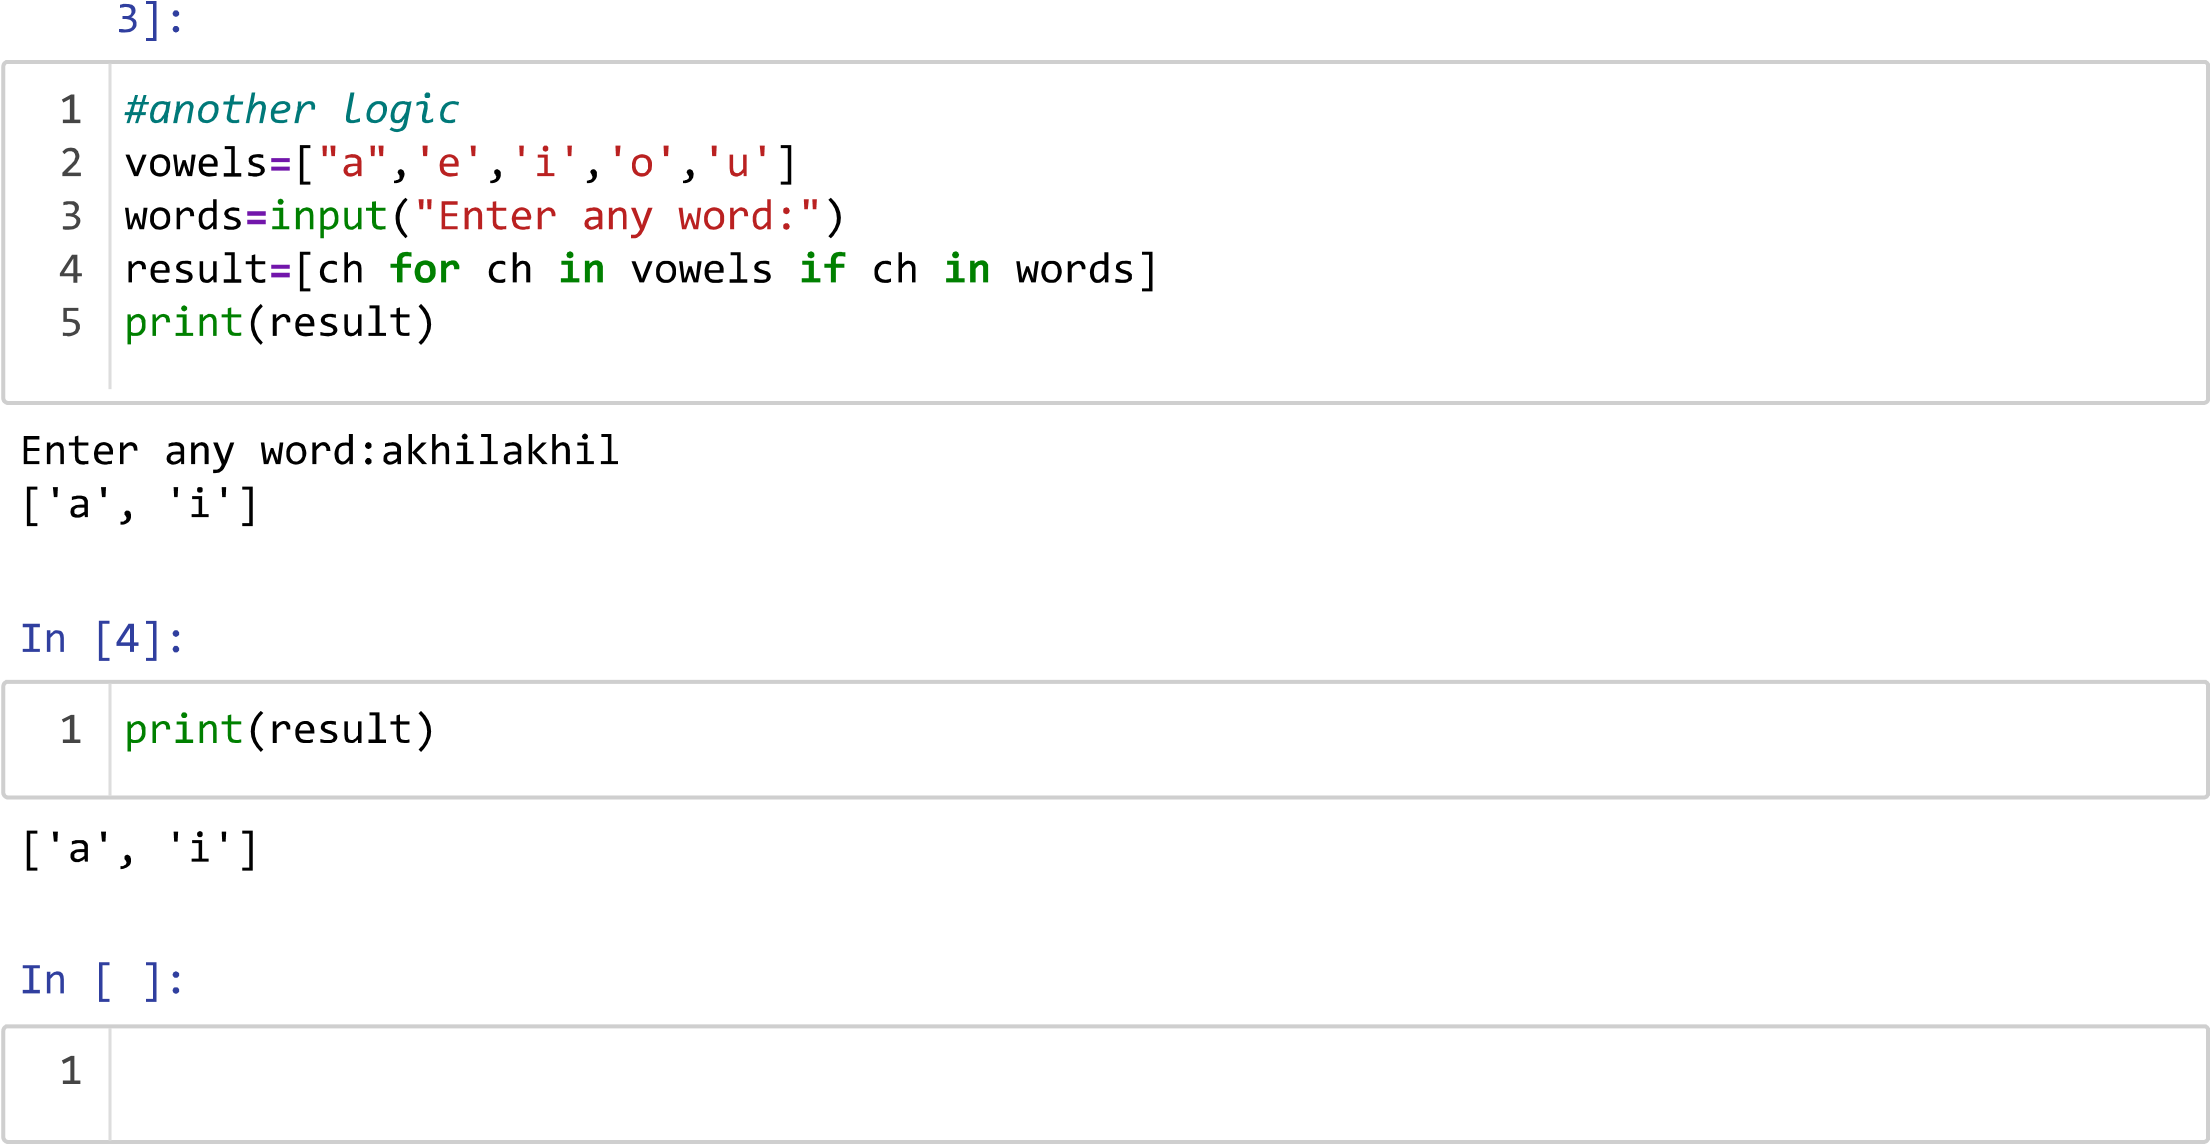 3]:
1 #another logic
2 vowels=["a",'e','i','o','u']
3 words=input("Enter any word:")
4 result=[ch for ch in vowels if ch in words]
5 print(result)
Enter any word:akhilakhil
['a', 'i']
In [4]:
1 print(result)
['a', 'i']
In [ ]:
1